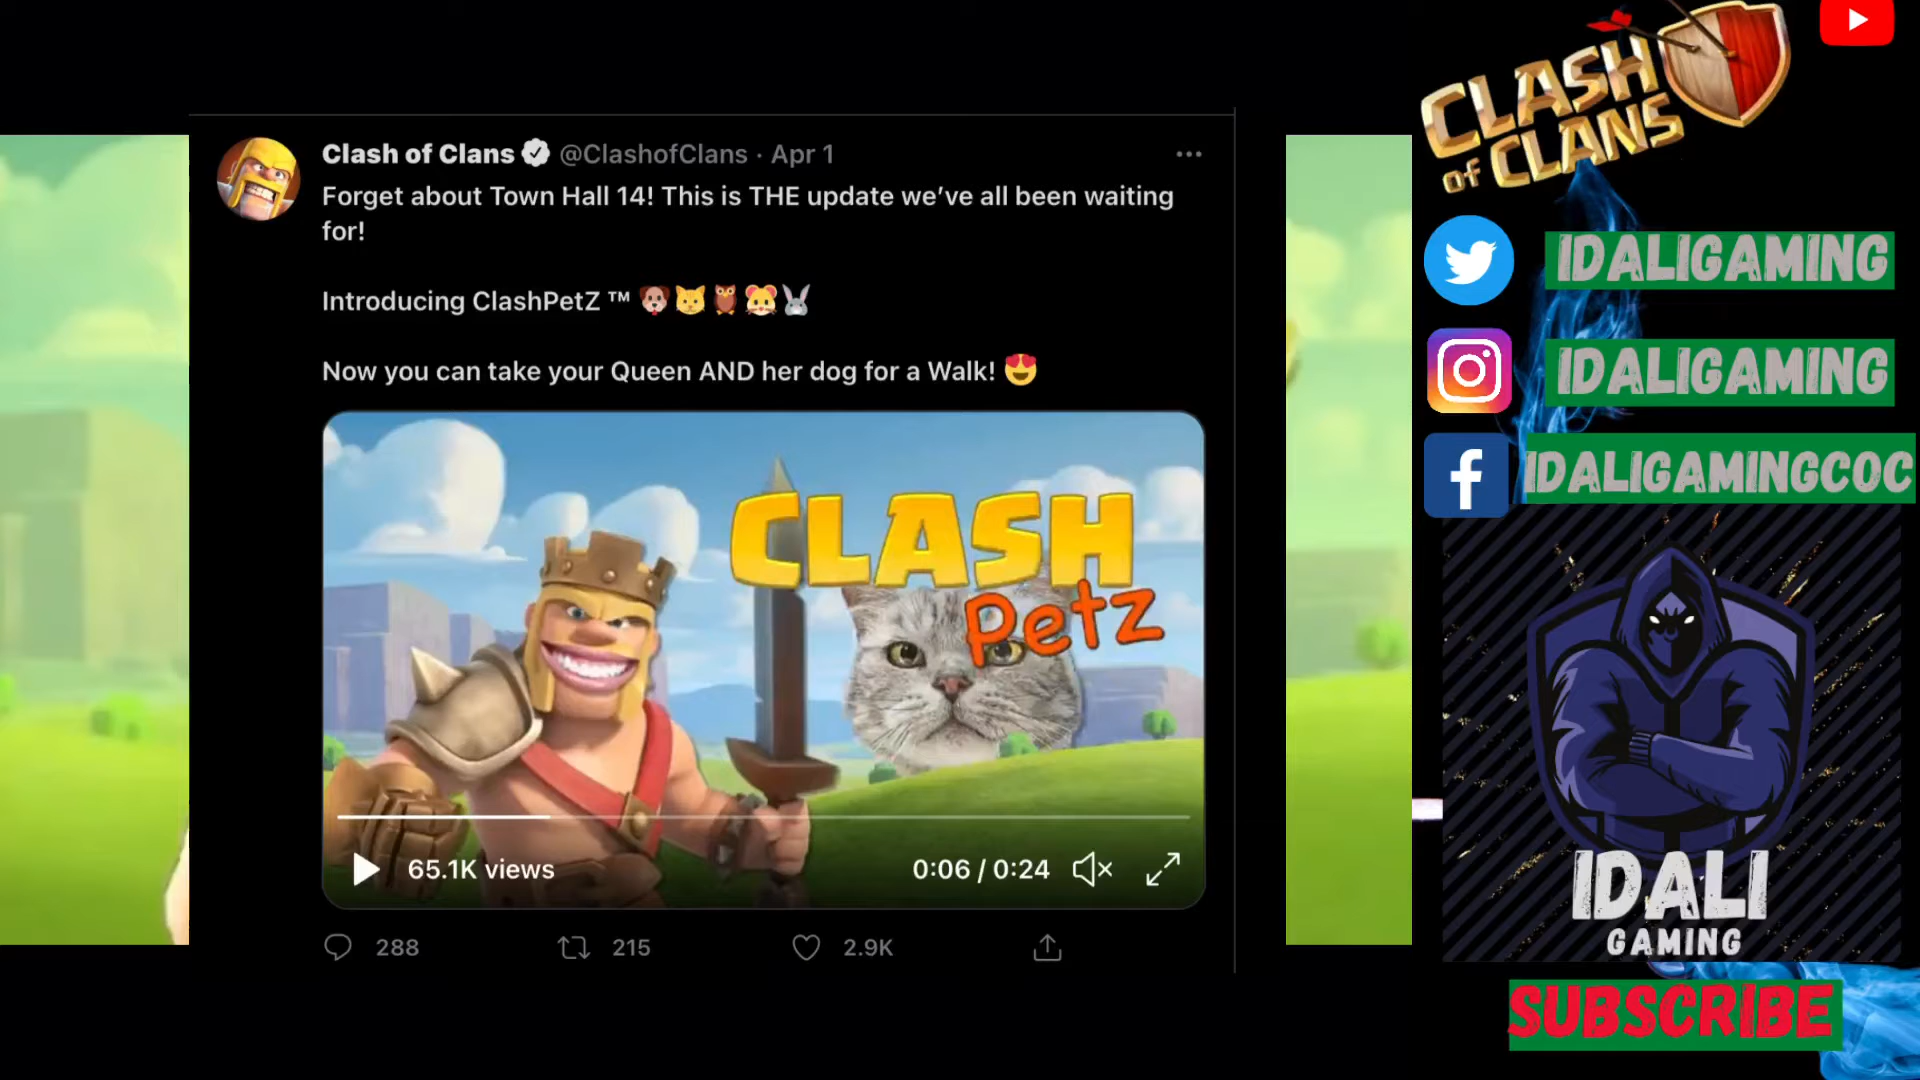 Clash of Clans @ClashofClans · Apr 1
Forget about Town Hall 14! This is THE update we’ve all been waiting
for!
Introducing ClashPetZ ™ 🐶🐱🦉🐹🐰
Now you can take your Queen AND her dog for a Walk! 😍
CLASH
Petz
65.1K views
0:06 / 0:24
288
215
2.9K
CLASH
of CLANS
IDALIGAMING
IDALIGAMING
IDALIGAMINGCOC
IDALI
GAMING
SUBSCRIBE